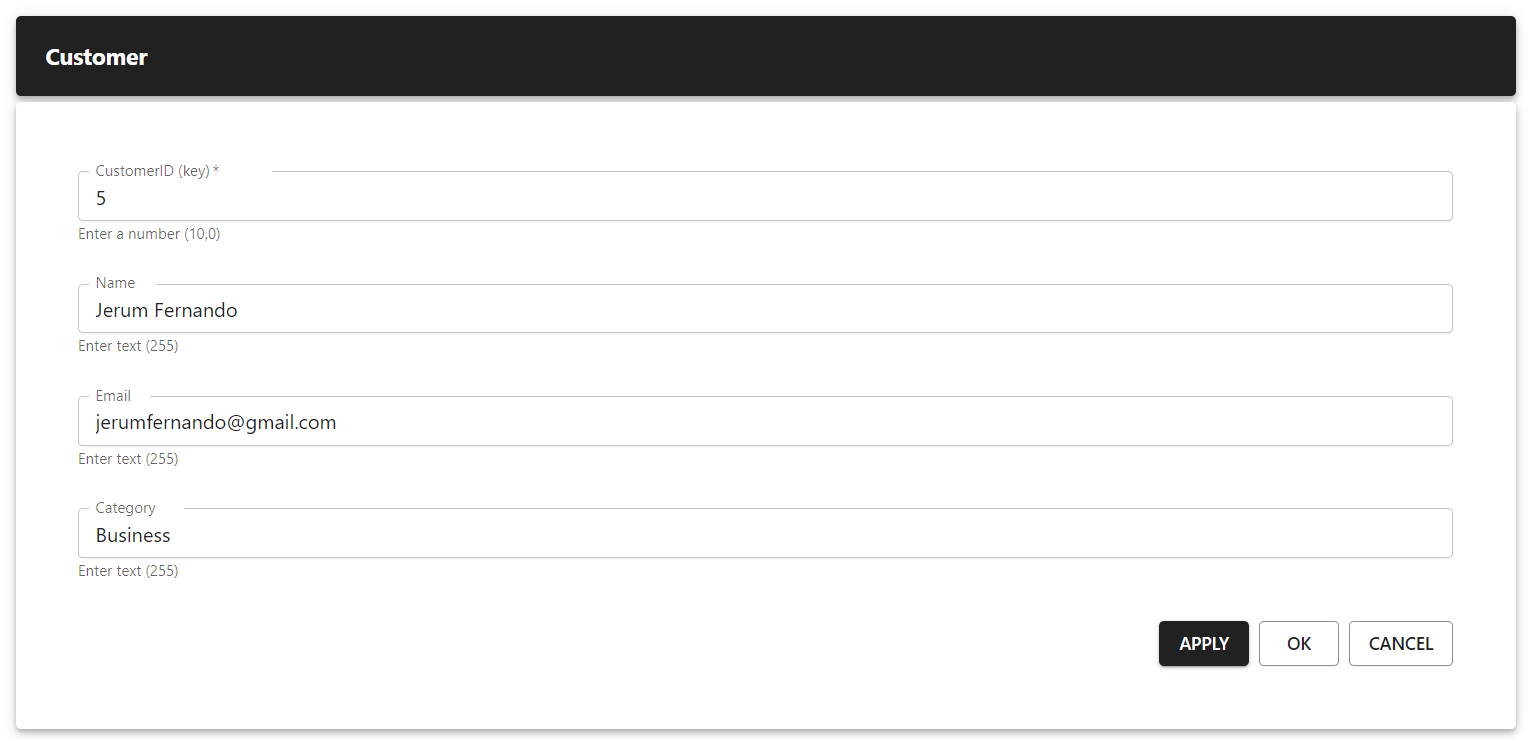 Customer
CustomerID (key) *
5
Enter a number (10,0)
Name
Jerum Fernando
Enter text (255)
Email
jerumfernando@gmail.com
Enter text (255)
Category
Business
Enter text (255)
APPLY OK CANCEL